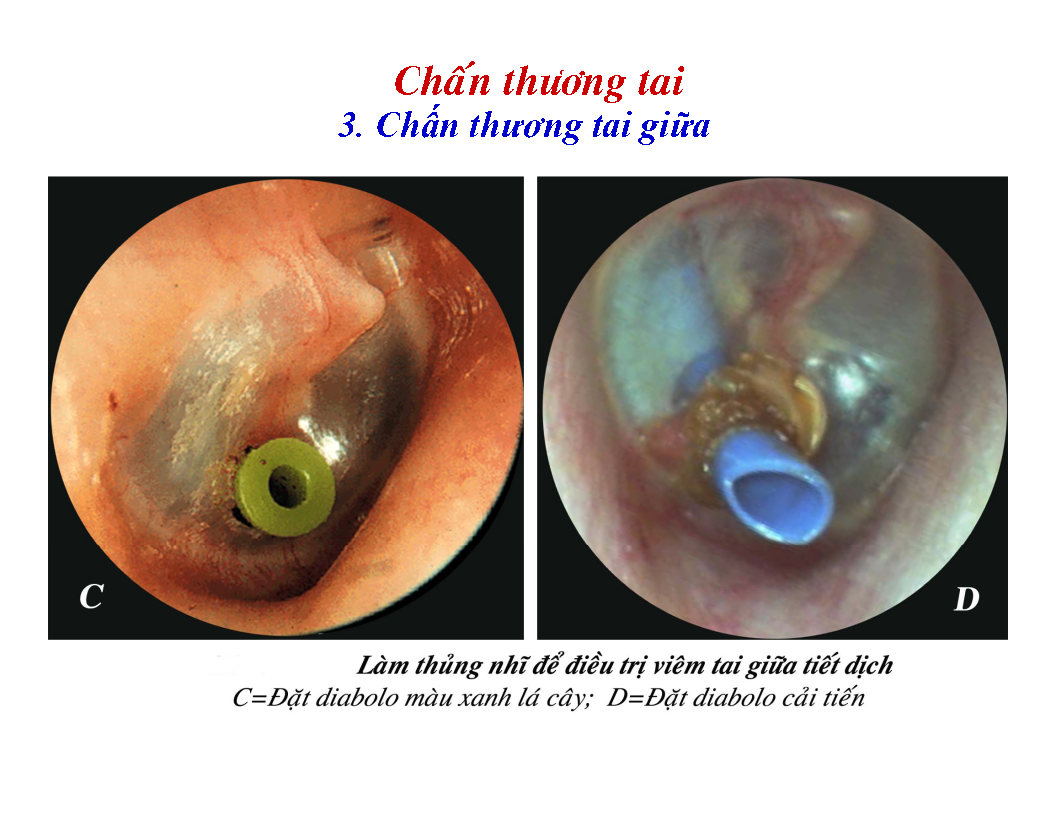 Chấn thương tai
3. Chấn thương tai giữa
C
D
Làm thủng nhĩ để điều trị viêm tai giữa tiết dịch
C=Đặt diabolo màu xanh lá cây; D=Đặt diabolo cải tiến